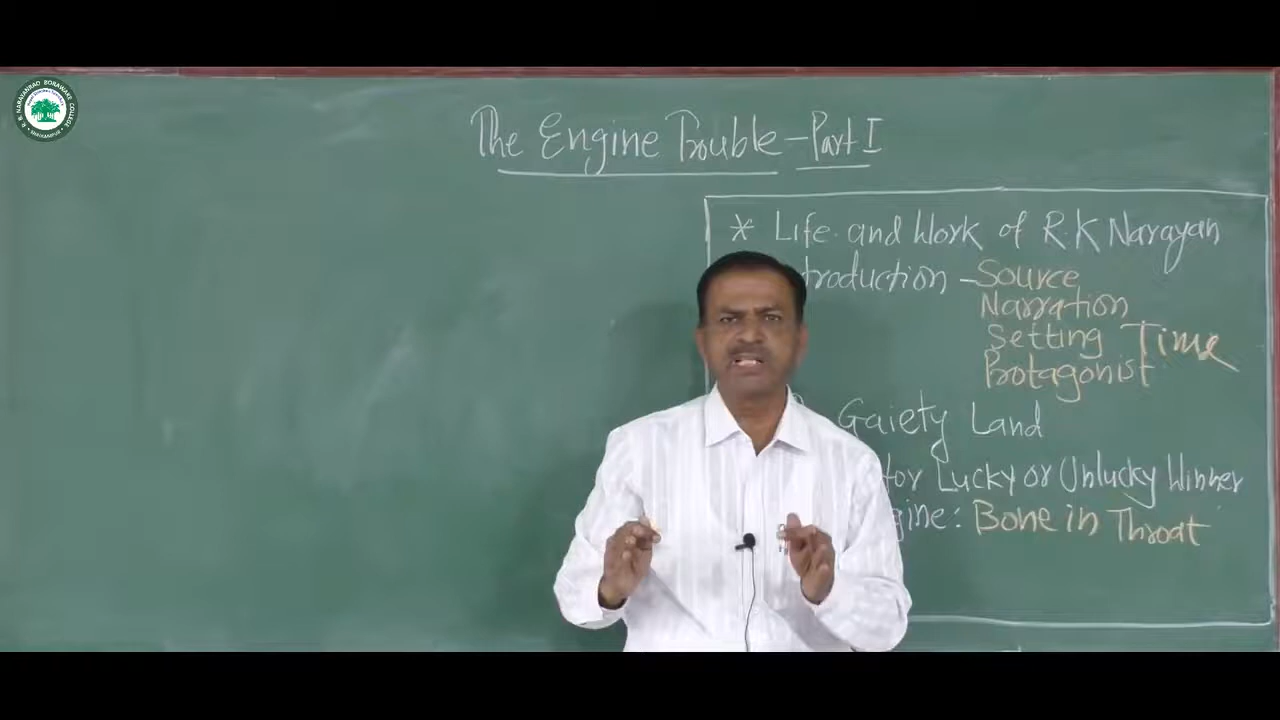 The Engine Trouble - Part I
* Life and Work of R.K Narayan
troduction - Source
Narration
Setting Time
Protagonist
Gaiety Land
tor Lucky or Unlucky Winner
gine: Bone in Throat